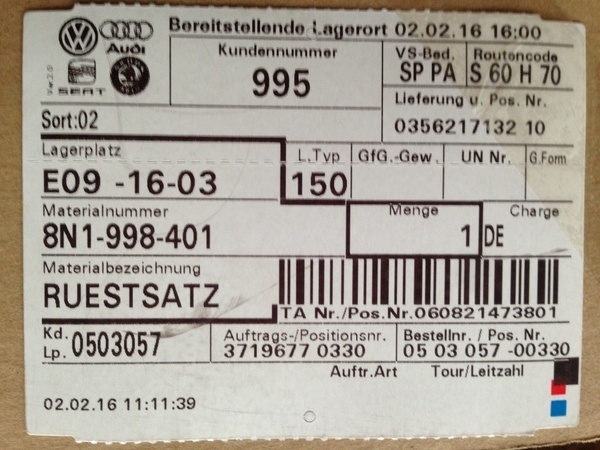 Bereitstellende Lagerort 02.02.16 16:00
Audi
SEAT
Ver2.0
Kundennummer
995
VS-Bed.
SP PA
Routencode
S 60 H 70
Lieferung u. Pos. Nr.
0356217132 10
Sort:02
Lagerplatz
E09 -16-03
L.Typ
150
GfG.-Gew.
UN Nr.
G.Form
Materialnummer
8N1-998-401
Menge
1 DE
Charge
Materialbezeichnung
RUESTSATZ
TA Nr./Pos.Nr.060821473801
Kd.
Lp. 0503057
Auftrags-/Positionsnr.
3719677 0330
Bestellnr. / Pos. Nr.
05 03 057 -00330
Auftr.Art
Tour/Leitzahl
02.02.16 11:11:39